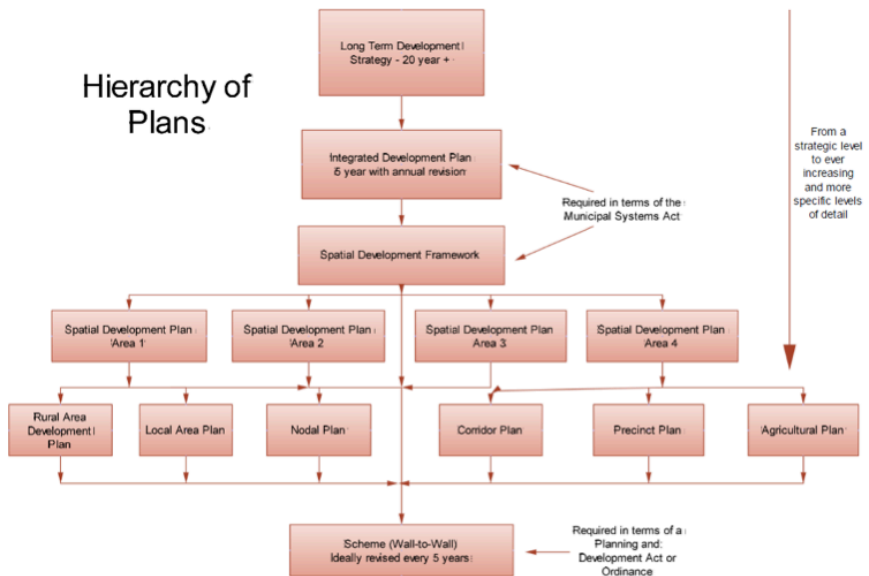 Hierarchy of
Plans
Long Term Development
Strategy - 20 year +
Integrated Development Plan
5 year with annual revision
Required in terms of the
Municipal Systems Act
From a
strategic level
to ever
increasing
and more
specific levels
of detail
Spatial Development Framework
Spatial Development Plan
Area 1
Spatial Development Plan
Area 2
Spatial Development Plan
Area 3
Spatial Development Plan
Area 4
Rural Area
Development
Plan
Local Area Plan
Nodal Plan
Corridor Plan
Precinct Plan
Agricultural Plan
Scheme (Wall-to-Wall)
Ideally revised every 5 years
Required in terms of a
Planning and
Development Act or
Ordinance